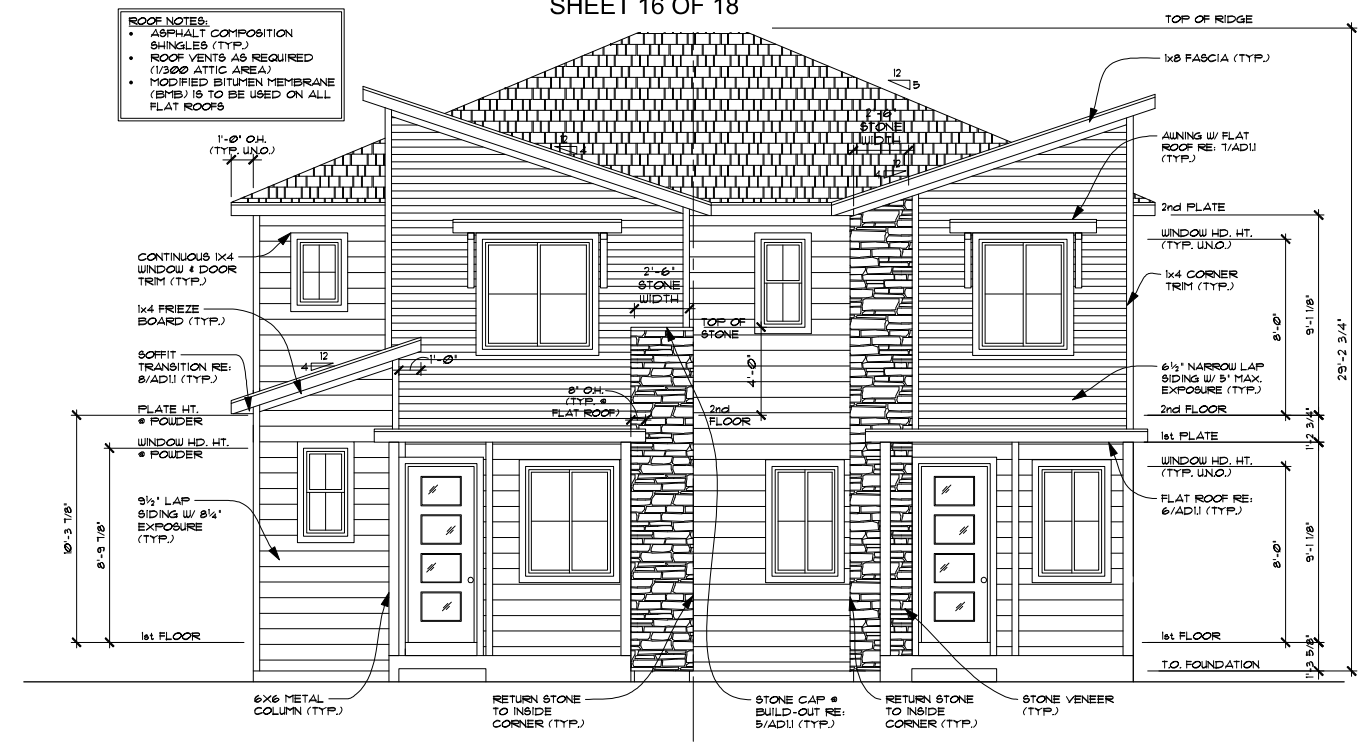 SHEET 16 OF 18
ROOF NOTES:
• ASPHALT COMPOSITION
SHINGLES (TYP.)
• ROOF VENTS AS REQUIRED
(1/300 ATTIC AREA)
• MODIFIED BITUMEN MEMBRANE
(BMB) IS TO BE USED ON ALL
FLAT ROOFS
1'-0" O.H.
(TYP. U.N.O.)
TOP OF RIDGE
1x8 FASCIA (TYP.)
12
5
2'-6"
STONE
WIDTH
12
4
12
4
AWNING W/ FLAT
ROOF RE: 7/AD1.1
(TYP.)
2nd PLATE
WINDOW HD. HT.
(TYP. U.N.O.)
1x4 CORNER
TRIM (TYP.)
CONTINUOUS 1X4
WINDOW & DOOR
TRIM (TYP.)
1x4 FRIEZE
BOARD (TYP.)
SOFFIT
TRANSITION RE:
8/AD1.1 (TYP.)
12
4
1'-0"
2'-6"
STONE
WIDTH
TOP OF
STONE
4'-0"
8" O.H.
(TYP. @
FLAT ROOF)
2nd
FLOOR
6½" NARROW LAP
SIDING W/ 5" MAX.
EXPOSURE (TYP.)
8'-0"
9'-1 1/8"
29'-2 3/4"
PLATE HT.
@ POWDER
WINDOW HD. HT.
@ POWDER
2nd FLOOR
1'-2 3/4"
1st PLATE
WINDOW HD. HT.
(TYP. U.N.O.)
FLAT ROOF RE:
6/AD1.1 (TYP.)
9½" LAP
SIDING W/ 8¼"
EXPOSURE
(TYP.)
10'-3 7/8"
8'-9 7/8"
8'-0"
9'-1 1/8"
1st FLOOR
1st FLOOR
T.O. FOUNDATION
1'-3 5/8"
6X6 METAL
COLUMN (TYP.)
RETURN STONE
TO INSIDE
CORNER (TYP.)
STONE CAP @
BUILD-OUT RE:
5/AD1.1 (TYP.)
RETURN STONE
TO INSIDE
CORNER (TYP.)
STONE VENEER
(TYP.)